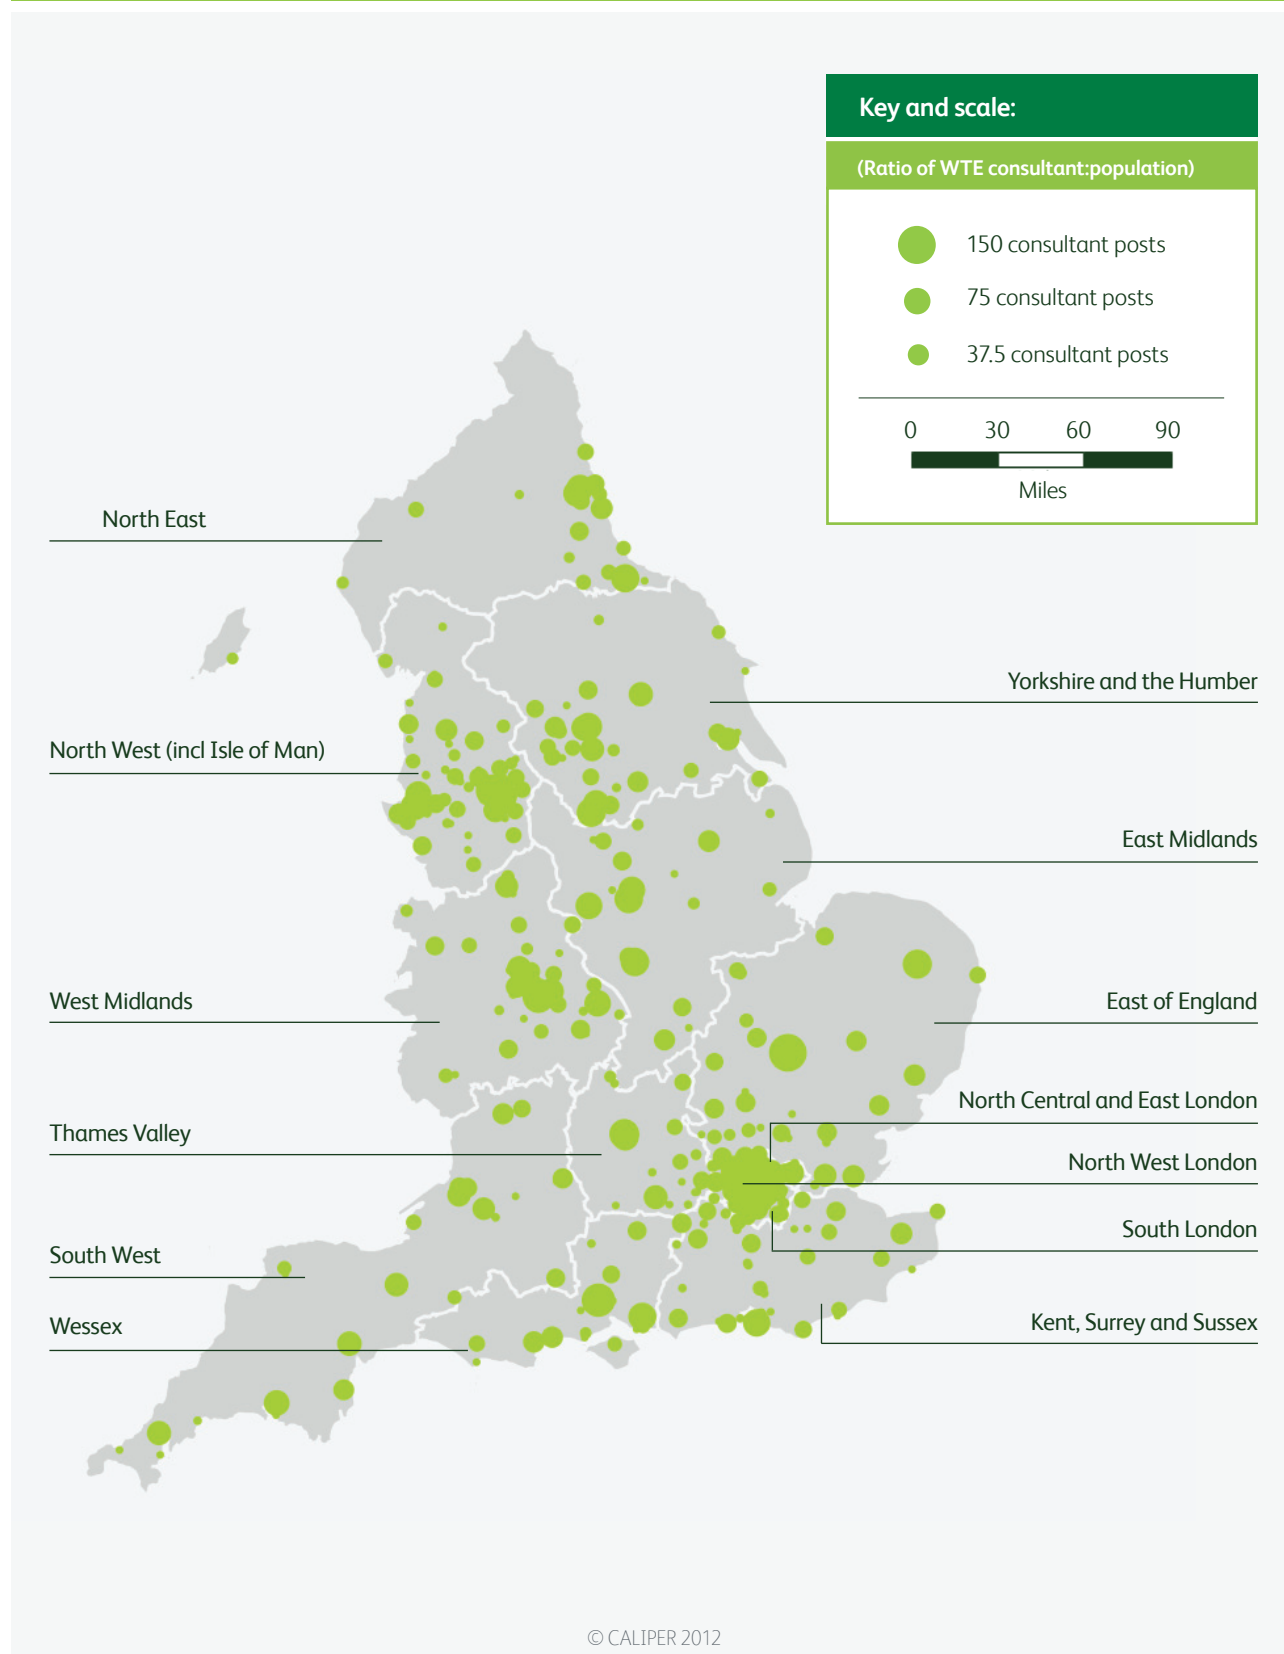 Key and scale:
(Ratio of WTE consultant:population)
150 consultant posts
75 consultant posts
37.5 consultant posts
0 30 60 90
Miles
North East
Yorkshire and the Humber
North West (incl Isle of Man)
East Midlands
West Midlands
East of England
North Central and East London
Thames Valley
North West London
South London
South West
Wessex
Kent, Surrey and Sussex
© CALIPER 2012